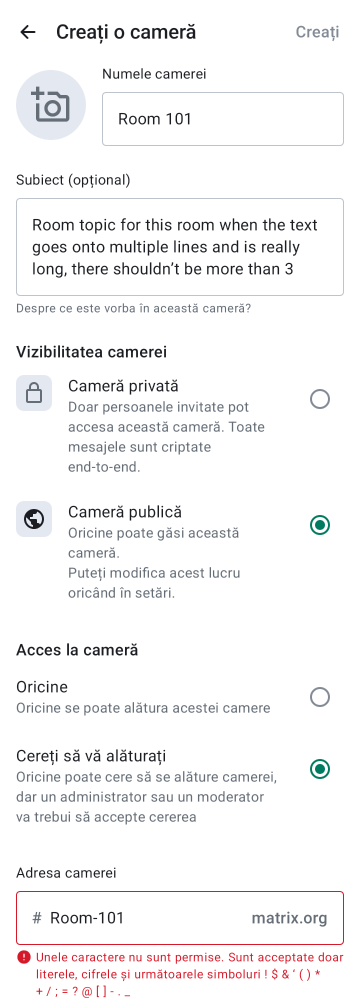 Creați o cameră
Creați
Numele camerei
Room 101
Subiect (opțional)
Room topic for this room when the text
goes onto multiple lines and is really
long, there shouldn’t be more than 3
Despre ce este vorba în această cameră?
Vizibilitatea camerei
Cameră privată
Doar persoanele invitate pot
accesa această cameră. Toate
mesajele sunt criptate
end-to-end.
Cameră publică
Oricine poate găsi această
cameră.
Puteți modifica acest lucru
oricând în setări.
Acces la cameră
Oricine
Oricine se poate alătura acestei camere
Cereți să vă alăturați
Oricine poate cere să se alăture camerei,
dar un administrator sau un moderator
va trebui să accepte cererea
Adresa camerei
# Room-101 matrix.org
Unele caractere nu sunt permise. Sunt acceptate doar
literele, cifrele și următoarele simboluri ! $ & ‘ ( ) *
+ / ; = ? @ [ ] - . _